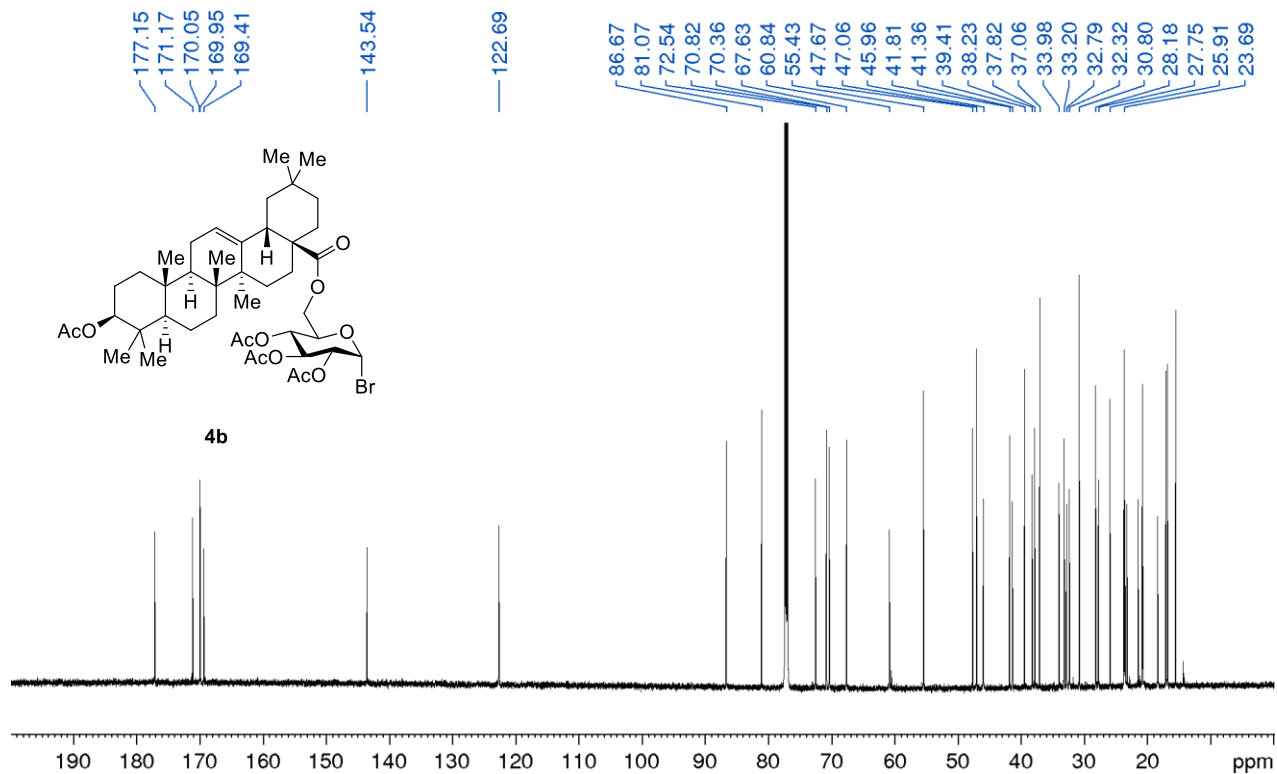 177.15
171.17
170.05
169.95
169.41
143.54
122.69
86.67
81.07
72.54
70.82
70.36
67.63
60.84
55.43
47.67
47.06
45.96
41.81
41.36
39.41
38.23
37.82
37.06
33.98
33.20
32.79
32.32
30.80
28.18
27.75
25.91
23.69
Me Me
O
Me Me
H
O
H Me
AcO
H
Me Me
AcO O
AcO
AcO
Br
4b
190 180 170 160 150 140 130 120 110 100 90 80 70 60 50 40 30 20 ppm